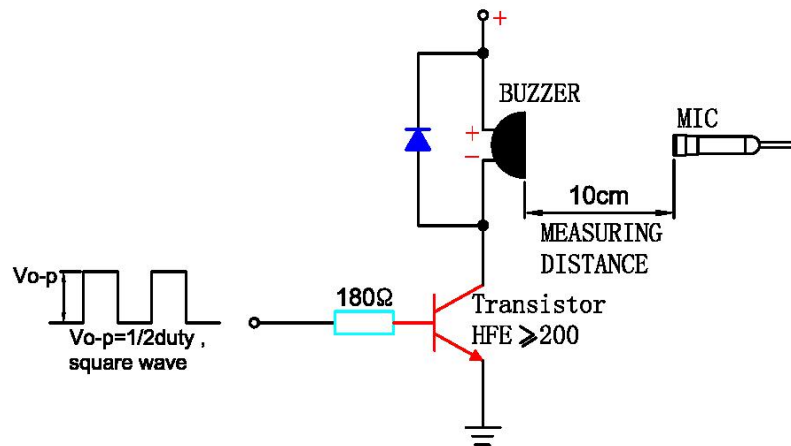 +
BUZZER
+
−
MIC
10cm
MEASURING
DISTANCE
Vo-p
180Ω
Transistor
HFE ≥200
Vo-p=1/2duty ,
square wave